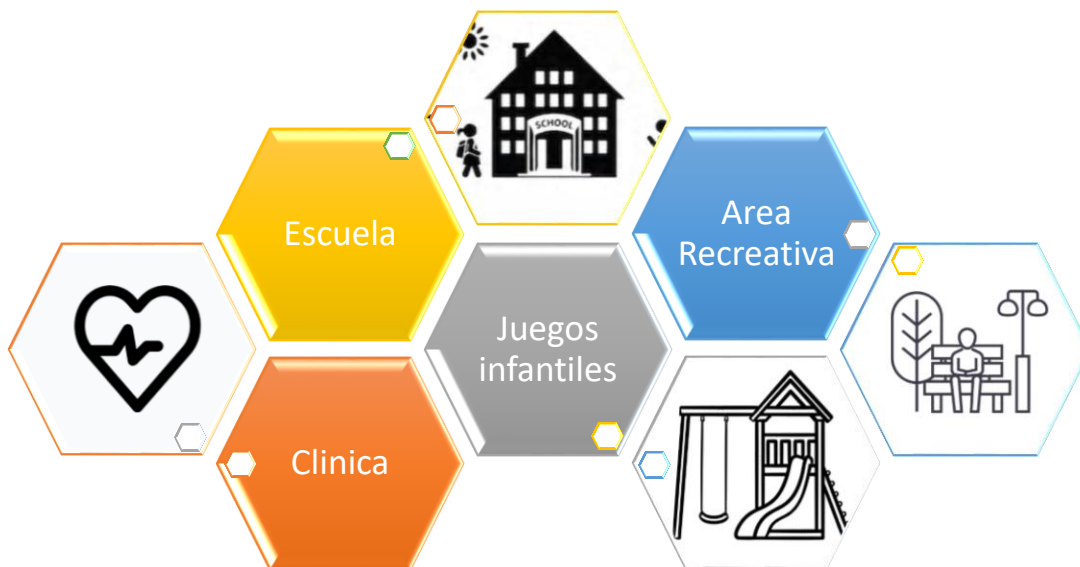 SCHOOL
Escuela
Area
Recreativa
Juegos
infantiles
Clinica